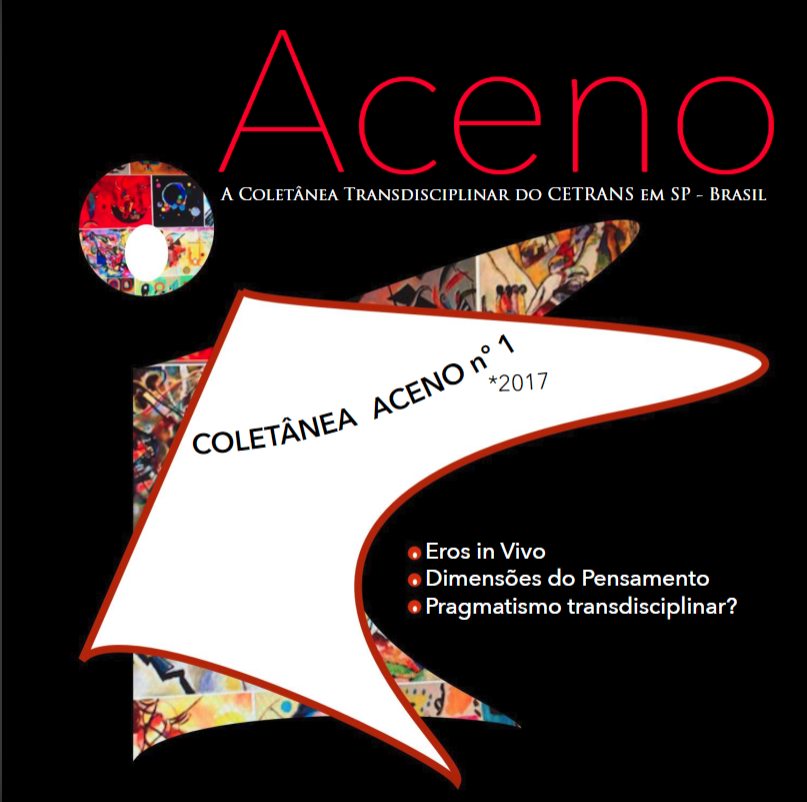 Aceno
A Coletânea Transdisciplinar do CETRANS em SP - Brasil
COLETÂNEA ACENO nº 1
*2017
Eros in Vivo
Dimensões do Pensamento
Pragmatismo transdisciplinar?